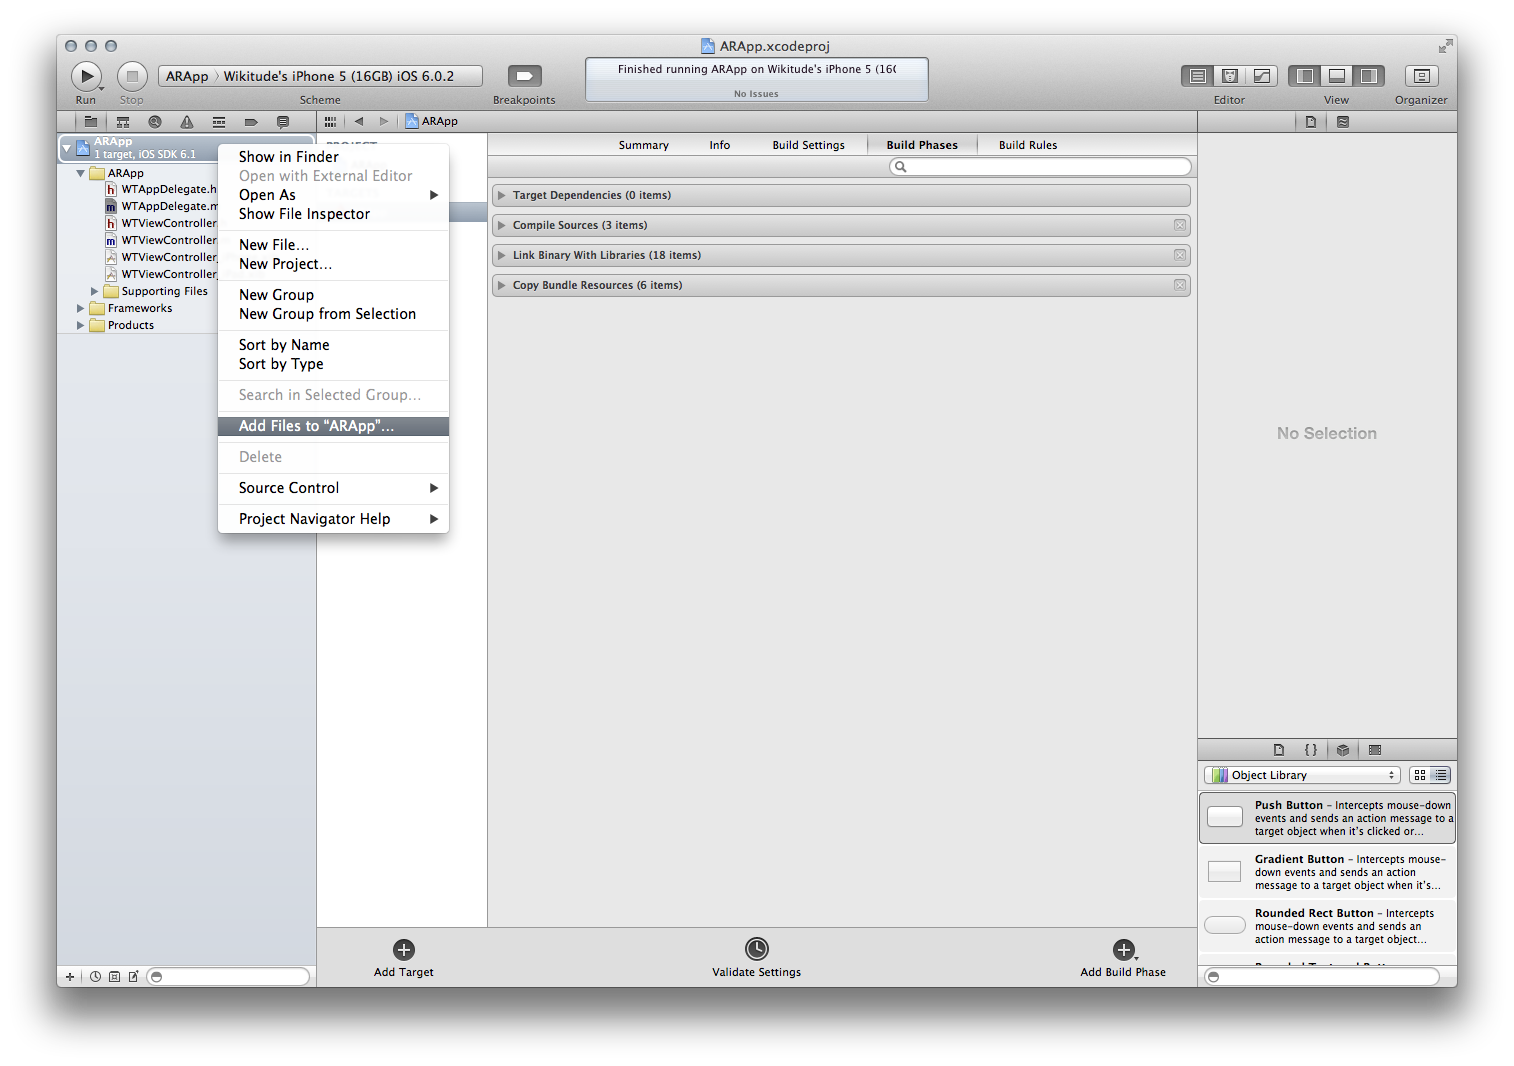 ARApp.xcodeproj
ARApp 〉 Wikitude's iPhone 5 (16GB) iOS 6.0.2
Finished running ARApp on Wikitude's iPhone 5 (16
No Issues
Run
Stop
Scheme
Breakpoints
Editor
View
Organizer
ARApp
ARApp
1 target, iOS SDK 6.1
ARApp
WTAppDelegate.h
WTAppDelegate.m
WTViewController
WTViewController
WTViewController
WTViewController
Supporting Files
Frameworks
Products
Show in Finder
Open with External Editor
Open As
Show File Inspector
New File...
New Project...
New Group
New Group from Selection
Sort by Name
Sort by Type
Search in Selected Group...
Add Files to “ARApp”...
Delete
Source Control
Project Navigator Help
Summary
Info
Build Settings
Build Phases
Build Rules
Target Dependencies (0 items)
Compile Sources (3 items)
Link Binary With Libraries (18 items)
Copy Bundle Resources (6 items)
Add Target
Validate Settings
Add Build Phase
No Selection
{ }
Object Library
Push Button – Intercepts mouse-down
events and sends an action message to a
target object when it's clicked or...
Gradient Button – Intercepts mouse-
down events and sends an action
message to a target object when it's...
Rounded Rect Button – Intercepts
mouse-down events and sends an
action message to a target object...